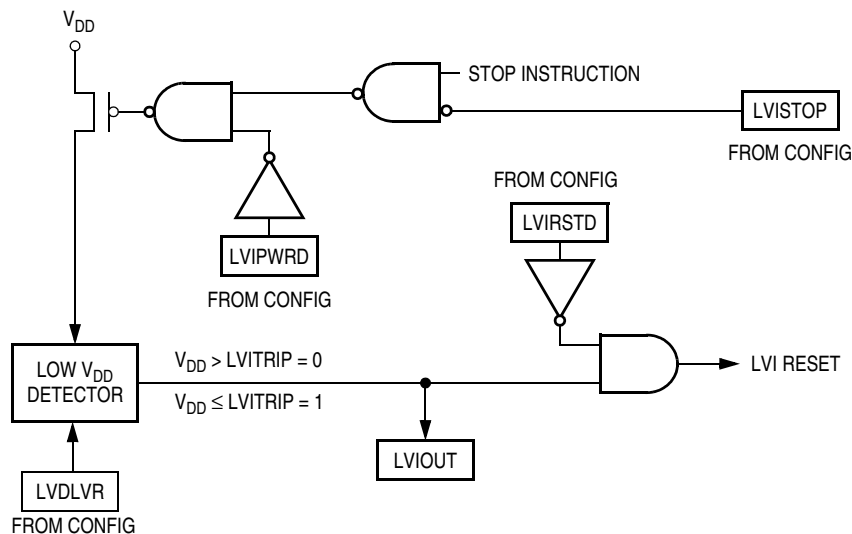 VDD
STOP INSTRUCTION
LVISTOP
FROM CONFIG
FROM CONFIG
LVIRSTD
LVIPWRD
FROM CONFIG
LOW VDD
DETECTOR
VDD > LVITRIP = 0
VDD ≤ LVITRIP = 1
LVI RESET
LVIOUT
LVDLVR
FROM CONFIG